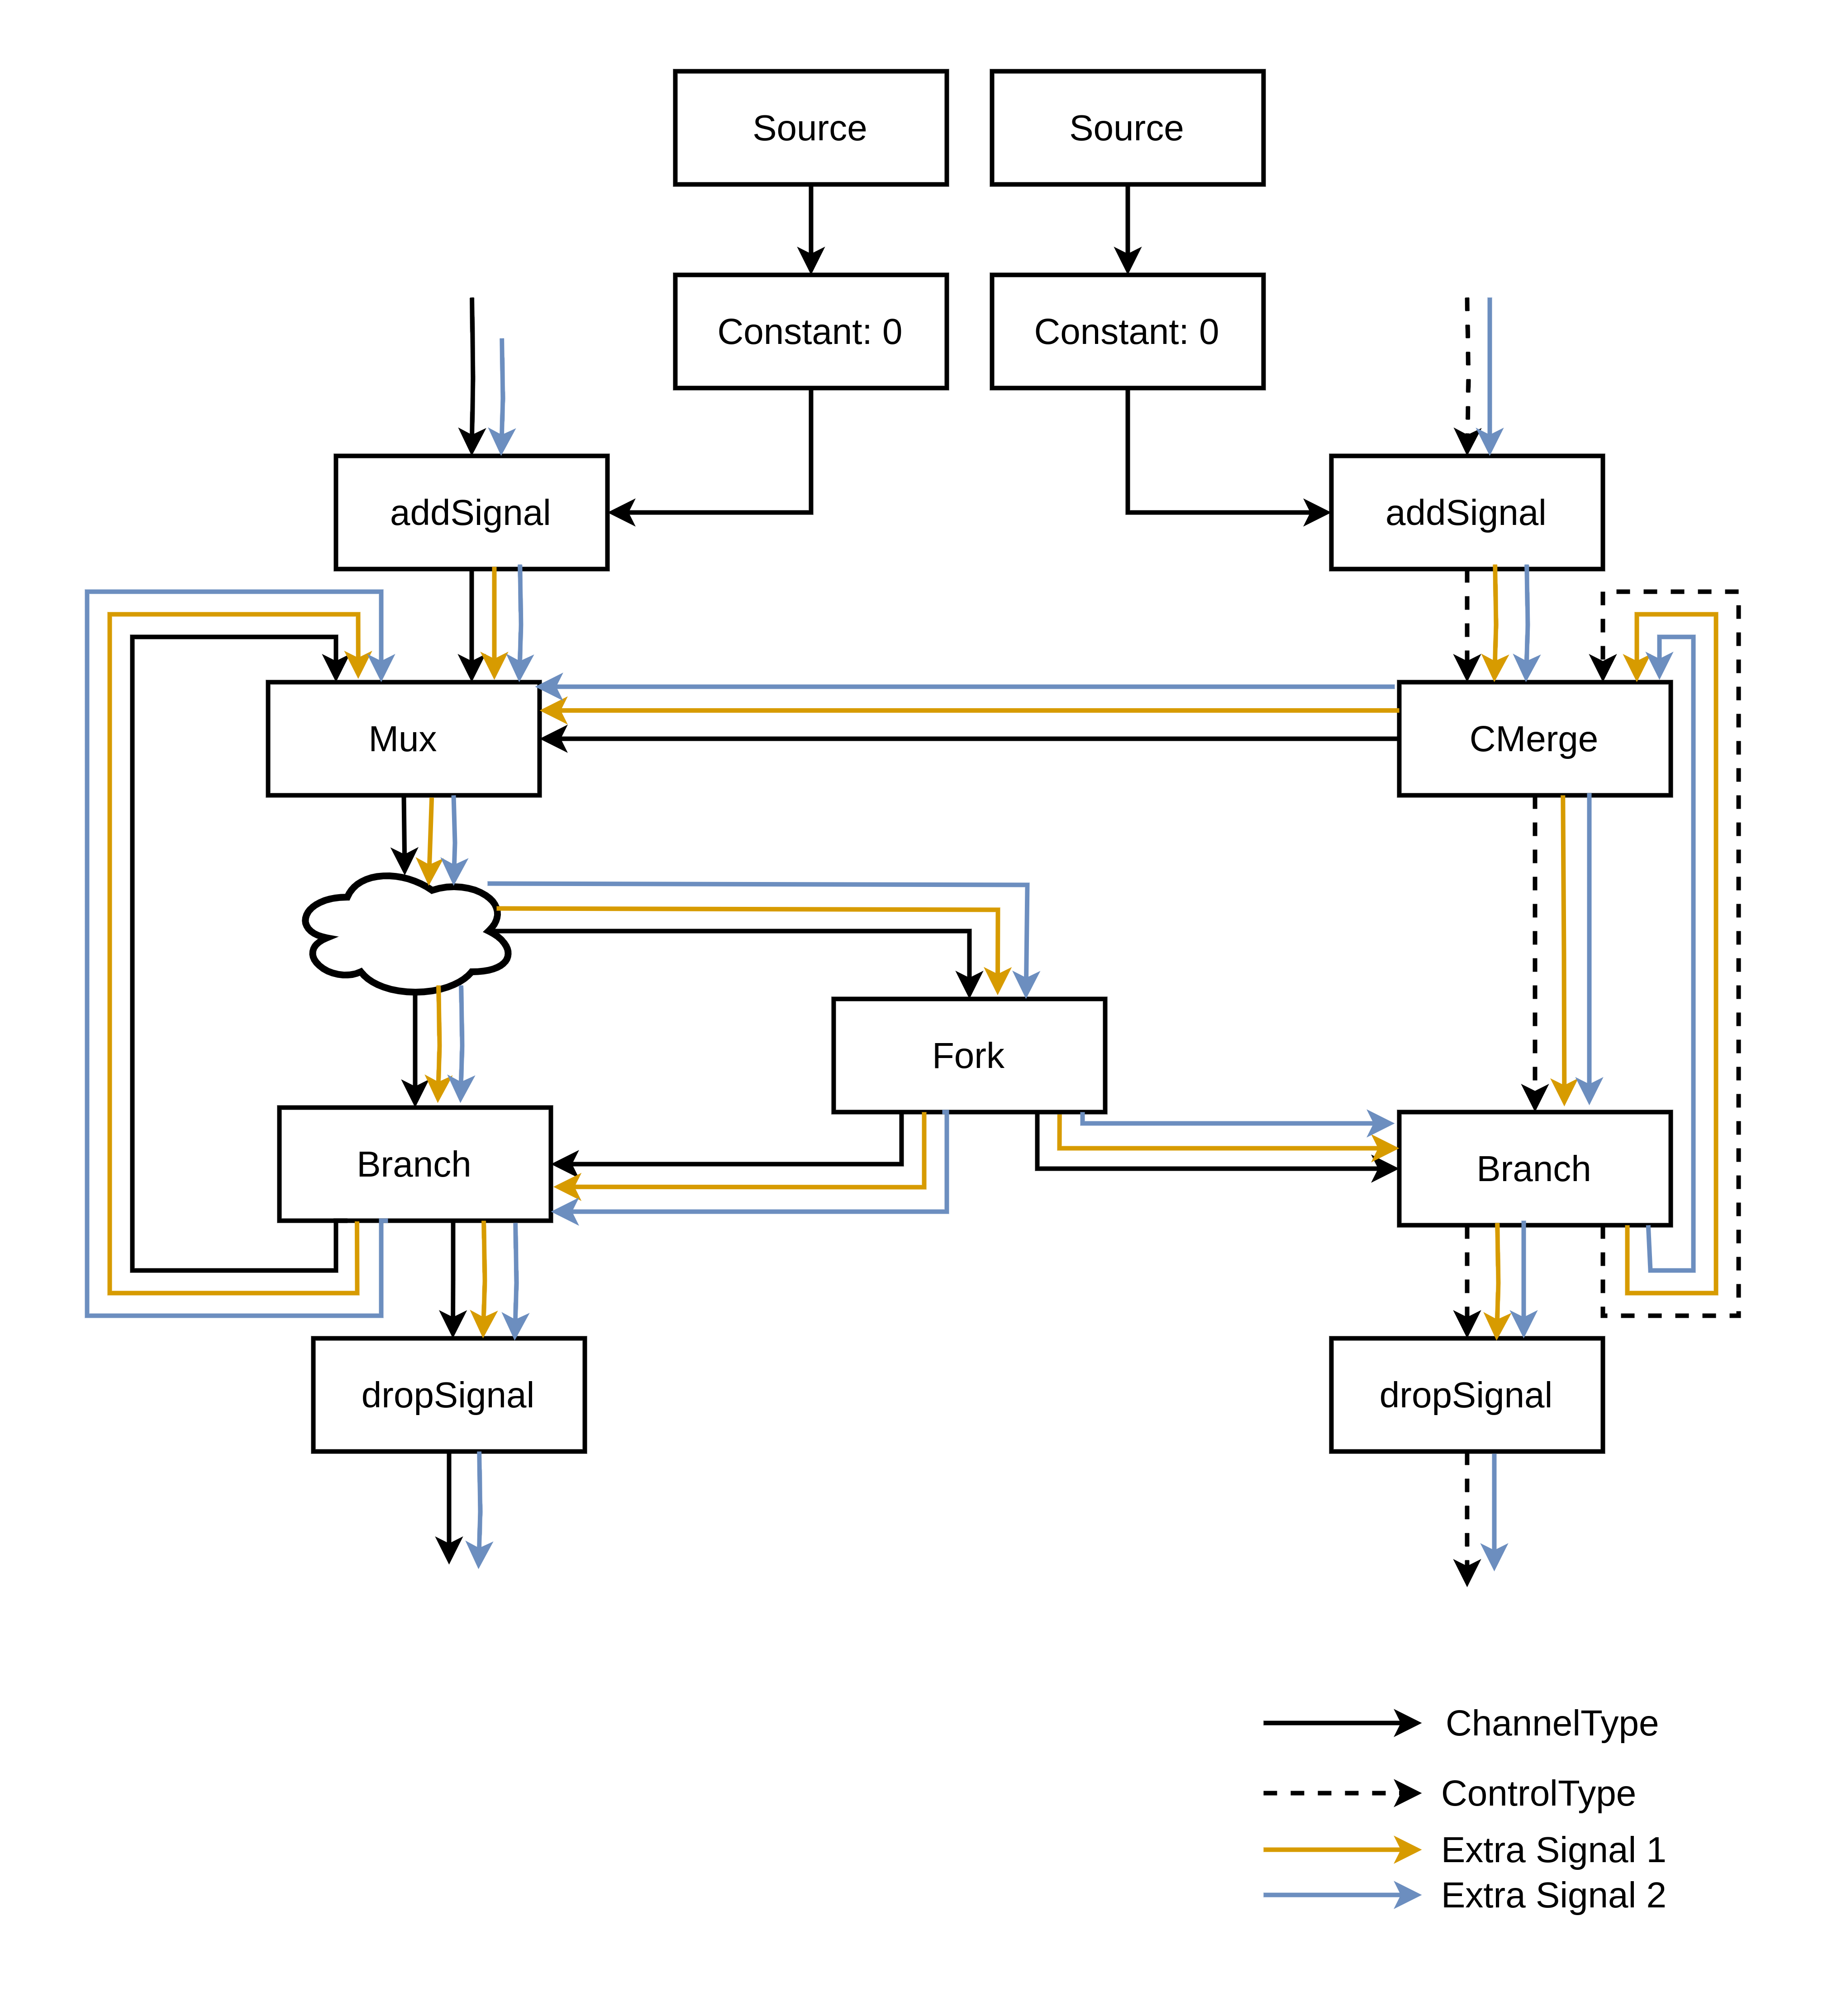 Source
Source
Constant: 0
Constant: 0
addSignal
addSignal
Mux
CMerge
Fork
Branch
Branch
dropSignal
dropSignal
ChannelType
ControlType
Extra Signal 1
Extra Signal 2